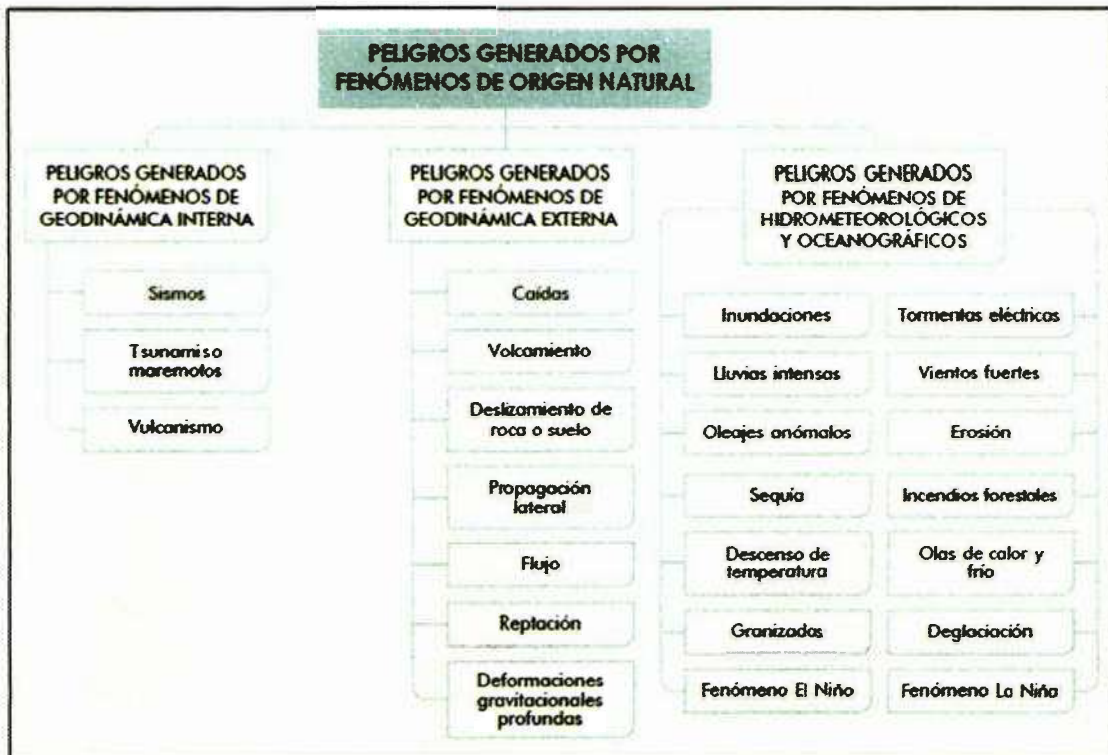 PELIGROS GENERADOS POR
FENÓMENOS DE ORIGEN NATURAL
PELIGROS GENERADOS
POR FENÓMENOS DE
GEODINÁMICA INTERNA
Sismos
Tsunamis o
maremotos
Vulcanismo
PELIGROS GENERADOS
POR FENÓMENOS DE
GEODINÁMICA EXTERNA
Caídas
Volcamiento
Deslizamiento de
roca o suelo
Propagación
lateral
Flujo
Reptación
Deformaciones
gravitacionales
profundas
PELIGROS GENERADOS
POR FENÓMENOS DE
HIDROMETEOROLÓGICOS
Y OCEANOGRÁFICOS
Inundaciones
Lluvias intensas
Oleajes anómalos
Sequía
Descenso de
temperatura
Granizadas
Fenómeno El Niño
Tormentas eléctricas
Vientos fuertes
Erosión
Incendios forestales
Olas de calor y
frío
Deglaciación
Fenómeno La Niña